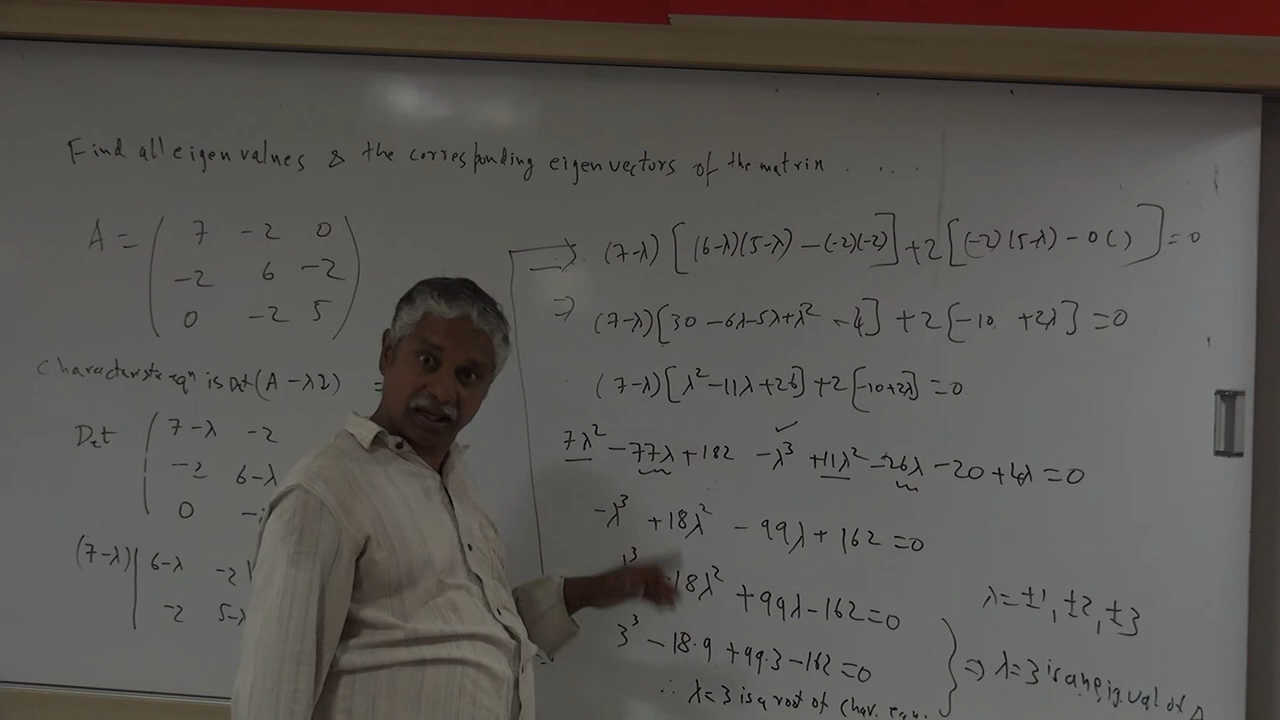 Find all eigen values & the corresponding eigen vectors of the matrix . ....
A = ( 7 -2 0
-2 6 -2
0 -2 5 )
Characteristic eqⁿ is Det(A - λI) =
Det | 7-λ -2
-2 6-λ
0
(7-λ) | 6-λ -2
-2 5-λ
⇒ (7-λ)[(6-λ)(5-λ) - (-2)(-2)] + 2[(-2)(5-λ) - 0( )] = 0
⇒ (7-λ)[30 - 6λ - 5λ + λ² - 4] + 2[-10 + 2λ] = 0
(7-λ)[λ² - 11λ + 26] + 2[-10 + 2λ] = 0
7λ² - 77λ + 182 - λ³ + 11λ² - 26λ - 20 + 4λ = 0
-λ³ + 18λ² - 99λ + 162 = 0
18λ² + 99λ - 162 = 0
3³ - 18·9 + 99·3 - 162 = 0
∴ λ=3 is a root of char. equ.
λ = ±1, ±2, ±3
⇒ λ=3 is an eig. val of A